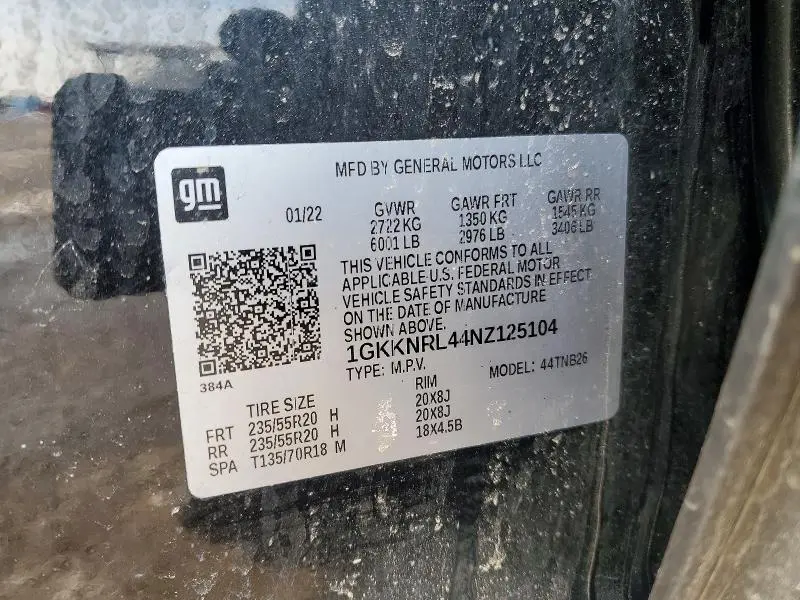 MFD BY GENERAL MOTORS LLC
gm
01/22 GVWR GAWR FRT GAWR RR
2722 KG 1350 KG 1545 KG
6001 LB 2976 LB 3406 LB
THIS VEHICLE CONFORMS TO ALL
APPLICABLE U.S. FEDERAL MOTOR
VEHICLE SAFETY STANDARDS IN EFFECT
ON THE DATE OF MANUFACTURE
SHOWN ABOVE.
1GKKNRL44NZ125104
TYPE: M.P.V. MODEL: 44TNB26
384A
TIRE SIZE RIM
FRT 235/55R20 H 20X8J
RR 235/55R20 H 20X8J
SPA T135/70R18 M 18X4.5B